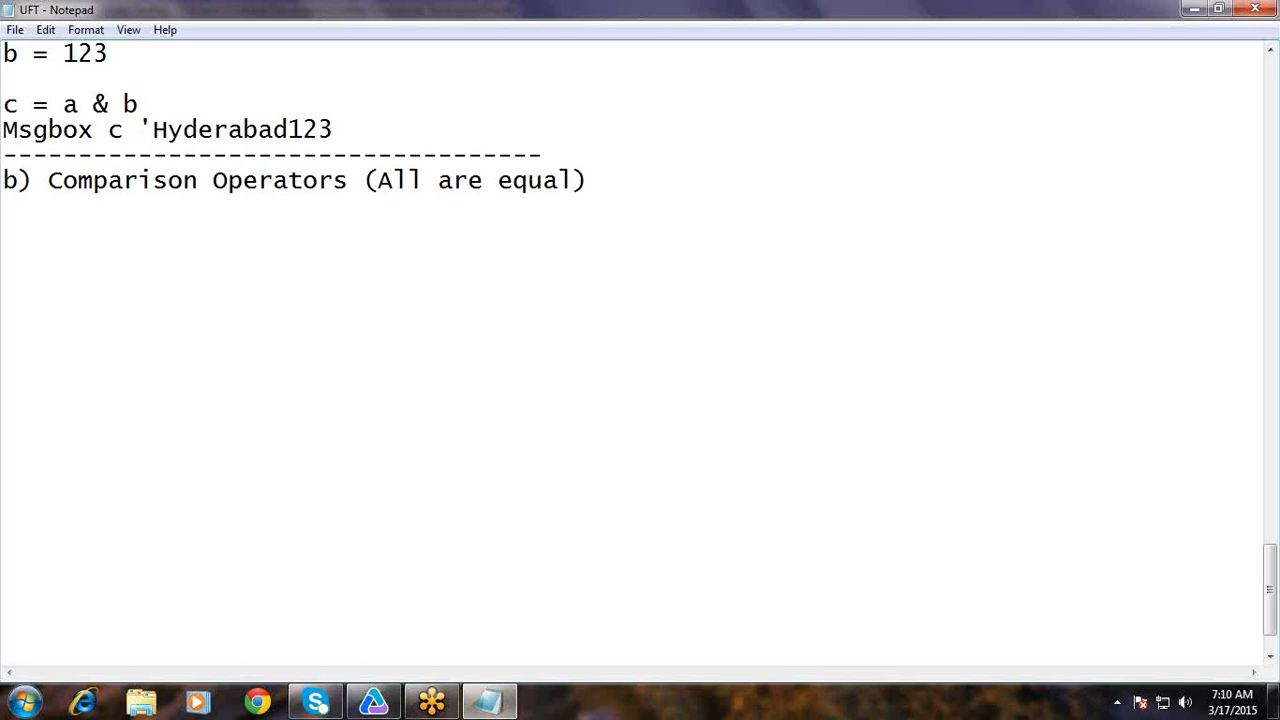 UFT - Notepad
File Edit Format View Help
b = 123
c = a & b
Msgbox c 'Hyderabad123
------------------------------------
b) Comparison Operators (All are equal)
7:10 AM
3/17/2015